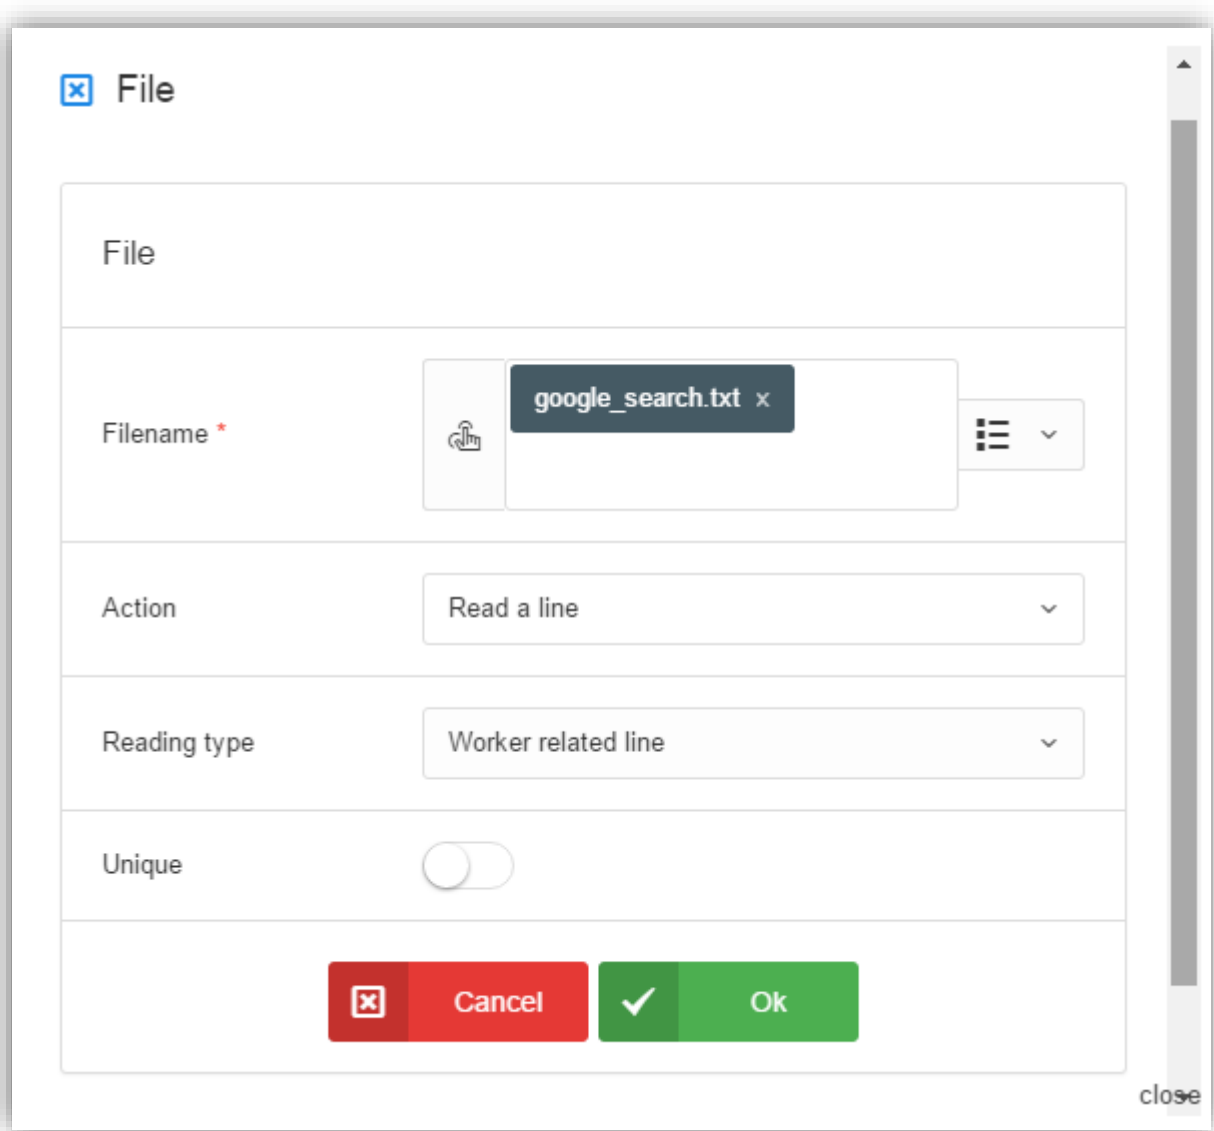 File
File
Filename *
google_search.txt x
Action
Read a line
Reading type
Worker related line
Unique
Cancel
Ok
close